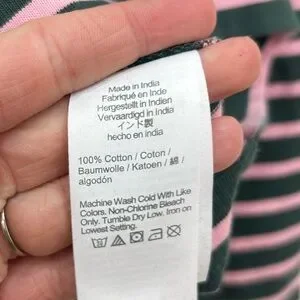 Made in India
Fabriqué en Inde
Hergestellt in Indien
Vervaardigd in India
インド製
hecho en india
100% Cotton / Coton /
Baumwolle / Katoen / 綿 /
algodón
Machine Wash Cold With Like
Colors. Non-Chlorine Bleach
Only. Tumble Dry Low. Iron on
Lowest Setting.